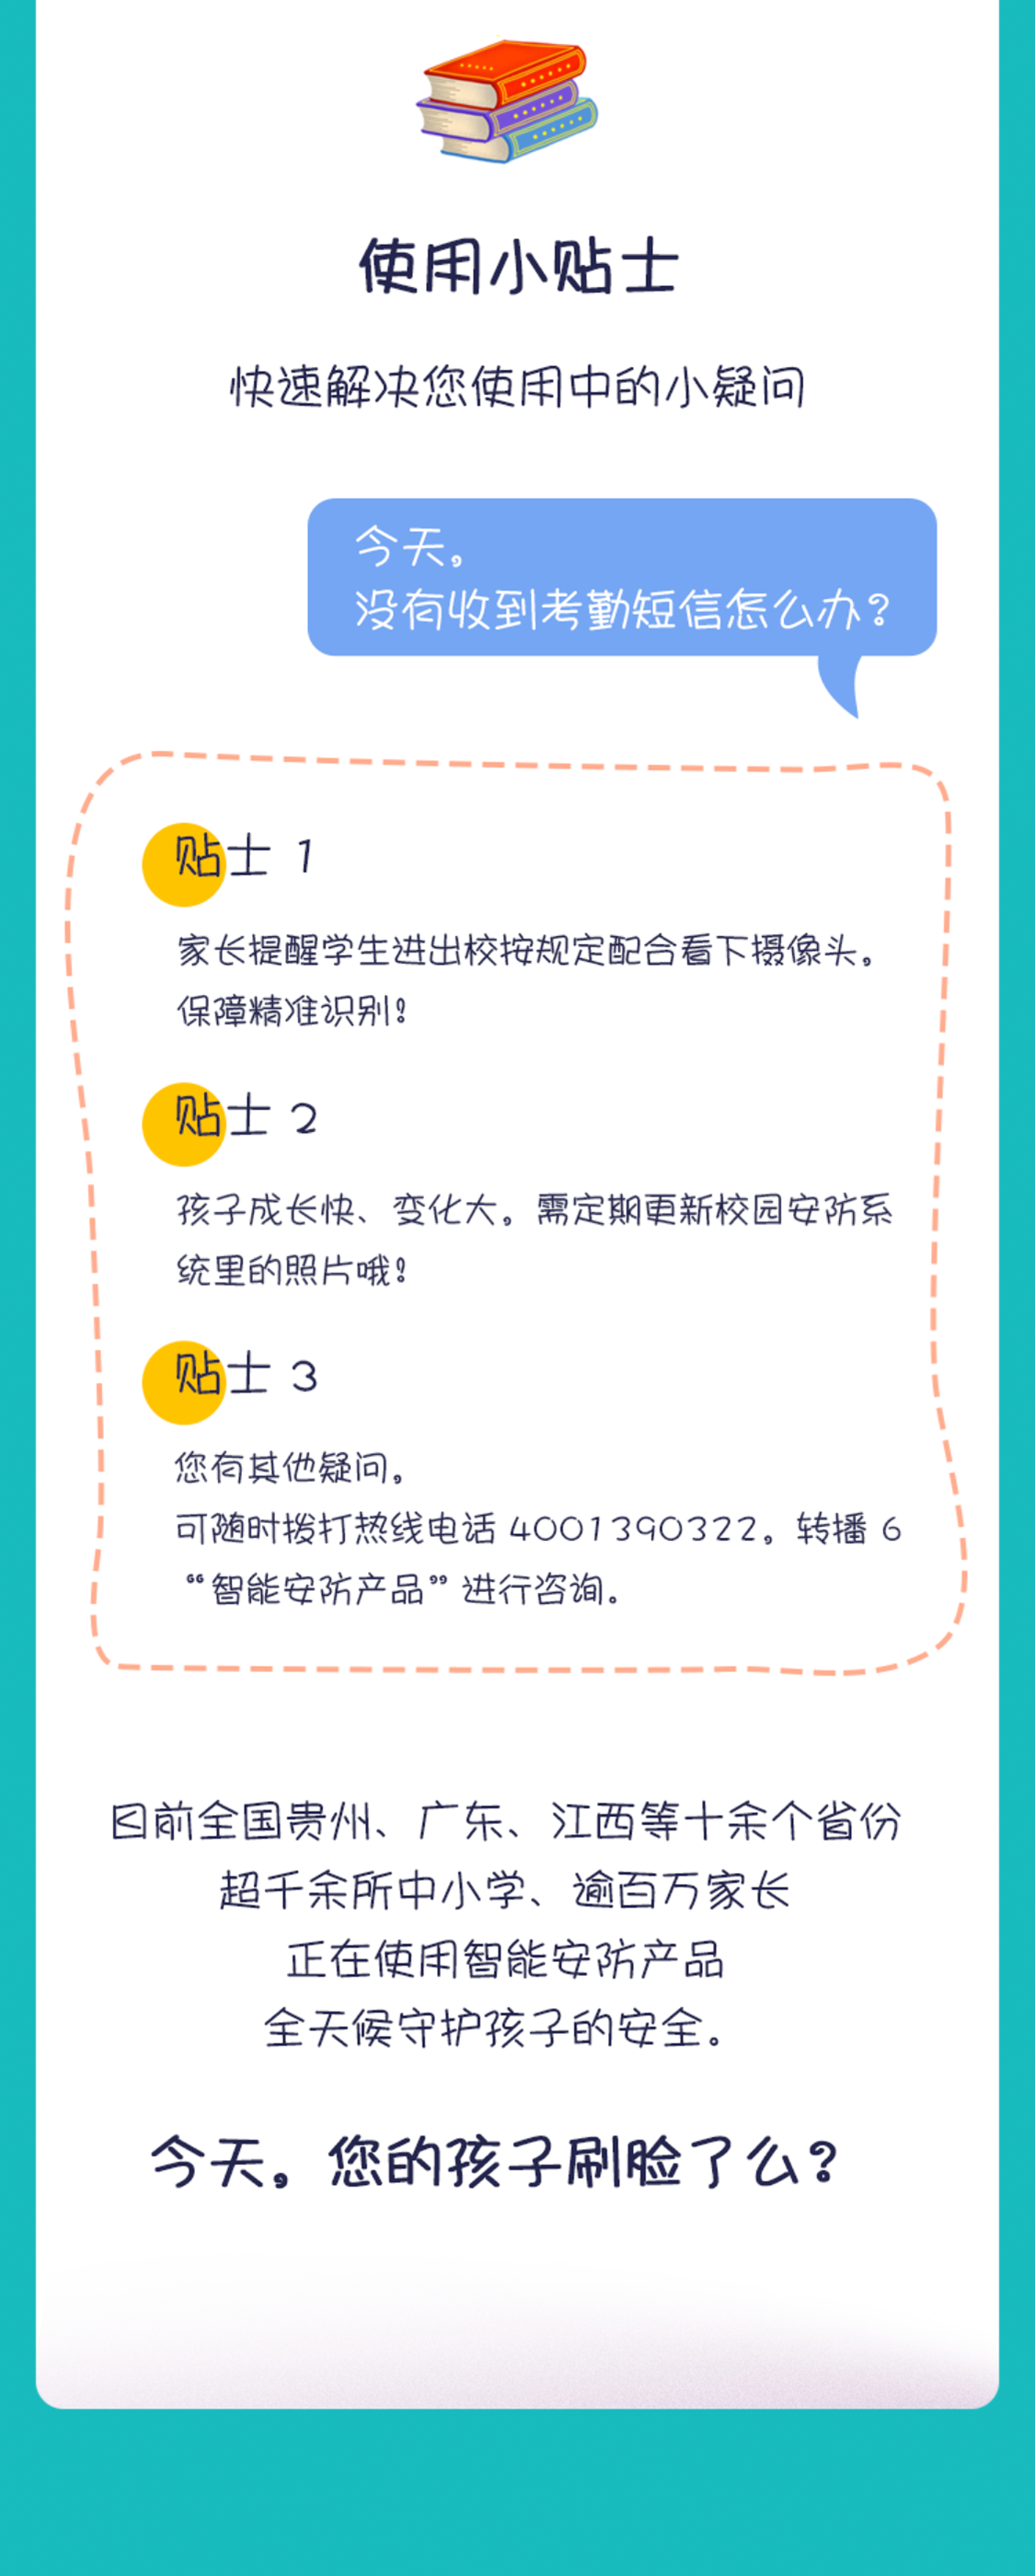 使用小贴士
快速解决您使用中的小疑问
今天，
没有收到考勤短信怎么办？
贴士 1
家长提醒学生进出校按规定配合看下摄像头。
保障精准识别！
贴士 2
孩子成长快、变化大。需定期更新校园安防系
统里的照片哦！
贴士 3
您有其他疑问。
可随时拨打热线电话 4001390322，转播 6
“智能安防产品”进行咨询。
目前全国贵州、广东、江西等十余个省份
超千余所中小学、逾百万家长
正在使用智能安防产品
全天候守护孩子的安全。
今天，您的孩子刷脸了么？